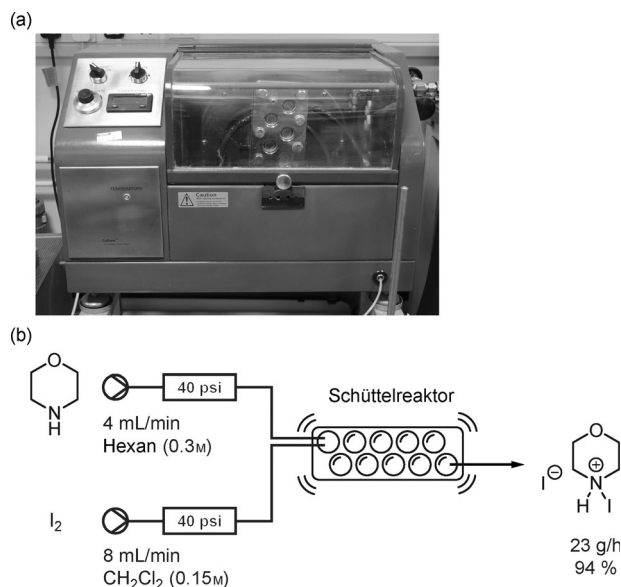 (a)
Caution
(b)
O
N
H
40 psi
4 mL/min
Hexan (0.3M)
I2
40 psi
8 mL/min
CH2Cl2 (0.15M)
Schüttelreaktor
I⊖
O
⊕
N
H I
23 g/h
94 %